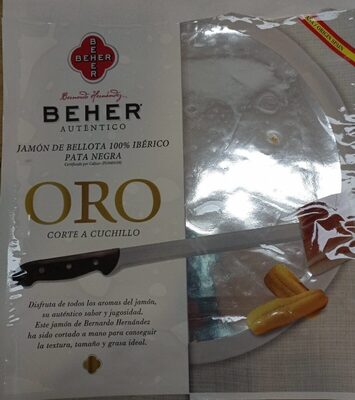 BEHER
BEHER
Bernardo Hernández
BEHER
AUTÉNTICO
JAMÓN DE BELLOTA 100% IBÉRICO
PATA NEGRA
ORO
CORTE A CUCHILLO
Disfruta de todos los aromas del jamón,
su auténtico sabor y jugosidad.
Este jamón de Bernardo Hernández
ha sido cortado a mano para conseguir
la textura, tamaño y grasa ideal.